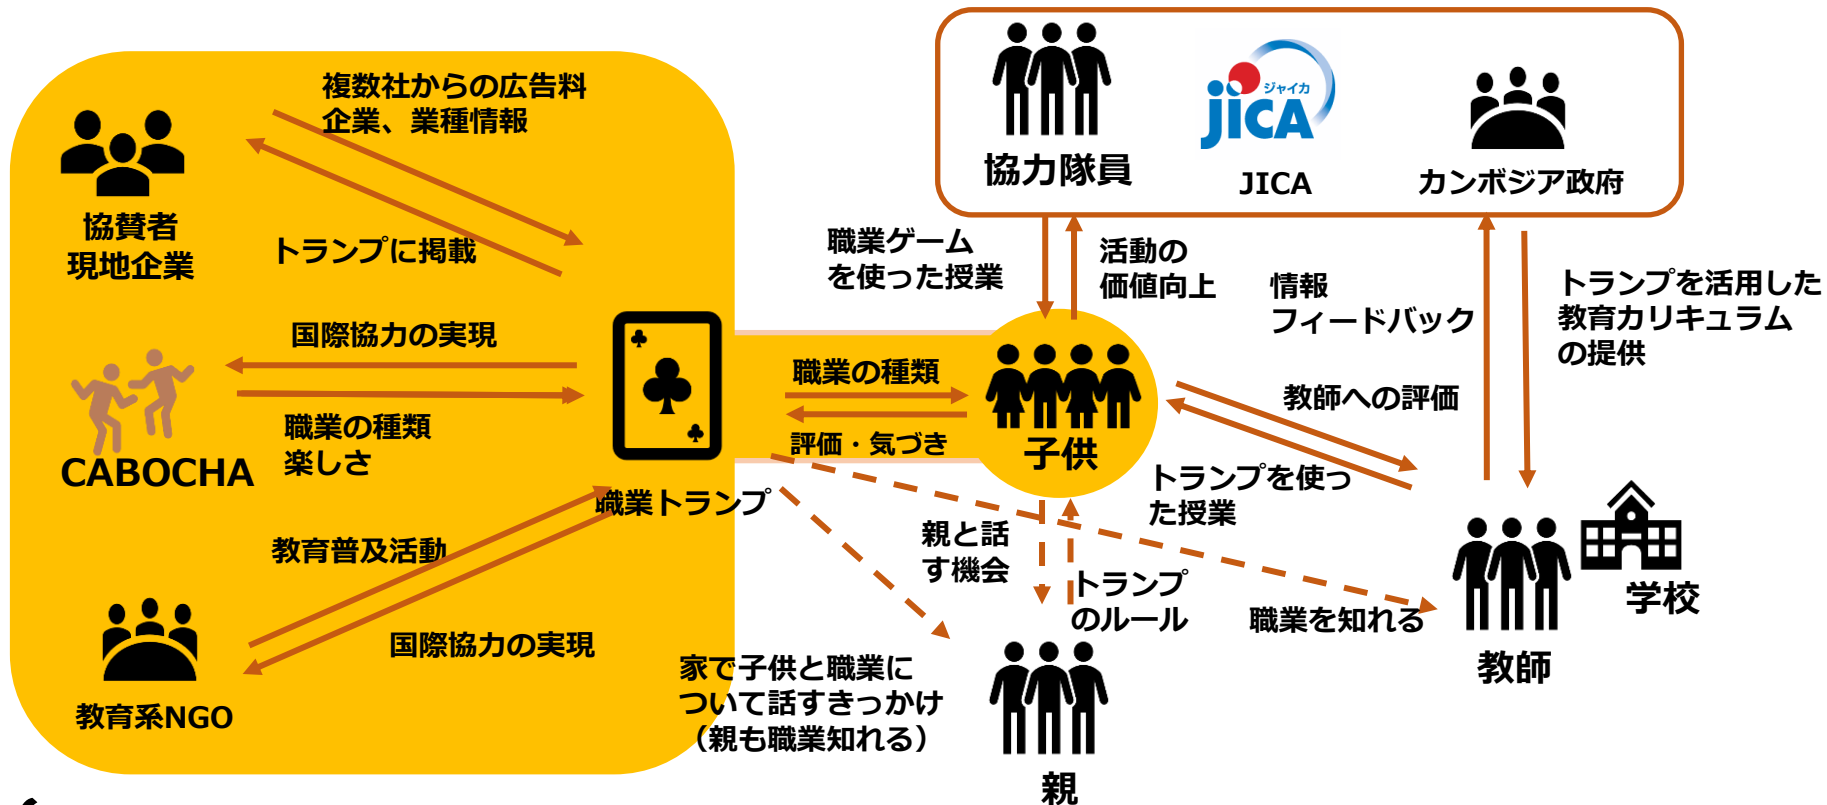 複数社からの広告料
企業、業種情報
協賛者
現地企業
トランプに掲載
国際協力の実現
職業の種類
楽しさ
CABOCHA
職業トランプ
教育普及活動
国際協力の実現
教育系NGO
協力隊員
ジャイカ
jICA
JICA
カンボジア政府
職業ゲーム
を使った授業
活動の
価値向上
情報
フィードバック
トランプを活用した
教育カリキュラム
の提供
職業の種類
評価・気づき
子供
教師への評価
トランプを使っ
た授業
親と話
す機会
トランプ
のルール
職業を知れる
学校
教師
家で子供と職業に
ついて話すきっかけ
（親も職業知れる）
親